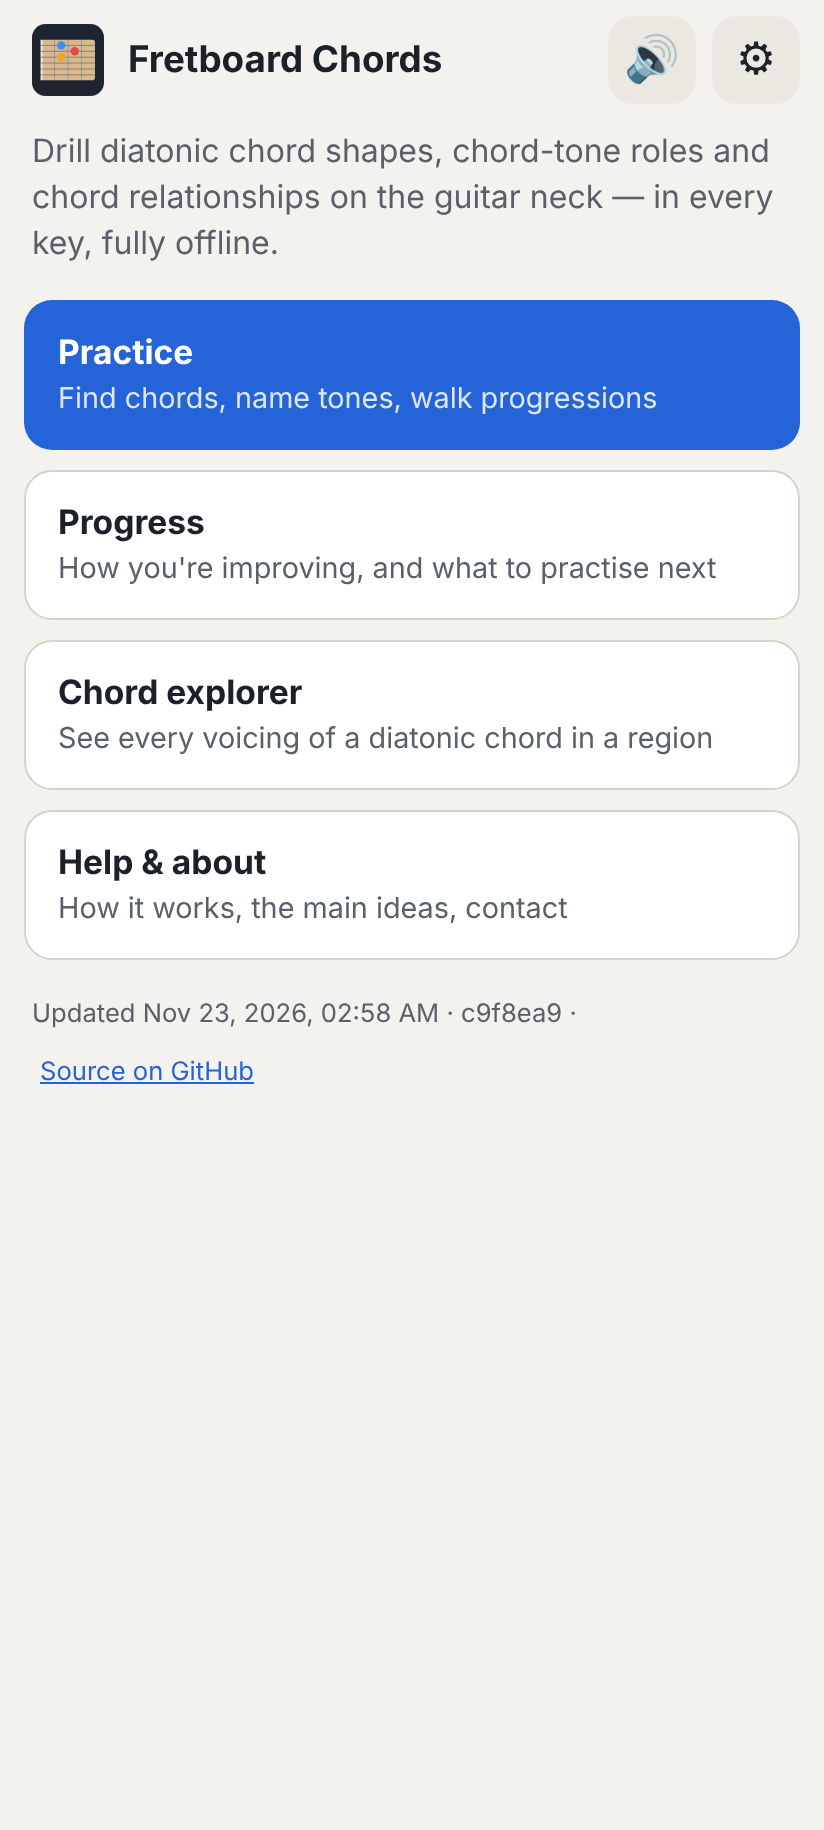 Fretboard Chords
Drill diatonic chord shapes, chord-tone roles and
chord relationships on the guitar neck — in every
key, fully offline.
Practice
Find chords, name tones, walk progressions
Progress
How you're improving, and what to practise next
Chord explorer
See every voicing of a diatonic chord in a region
Help & about
How it works, the main ideas, contact
Updated Nov 23, 2026, 02:58 AM · c9f8ea9 ·
Source on GitHub